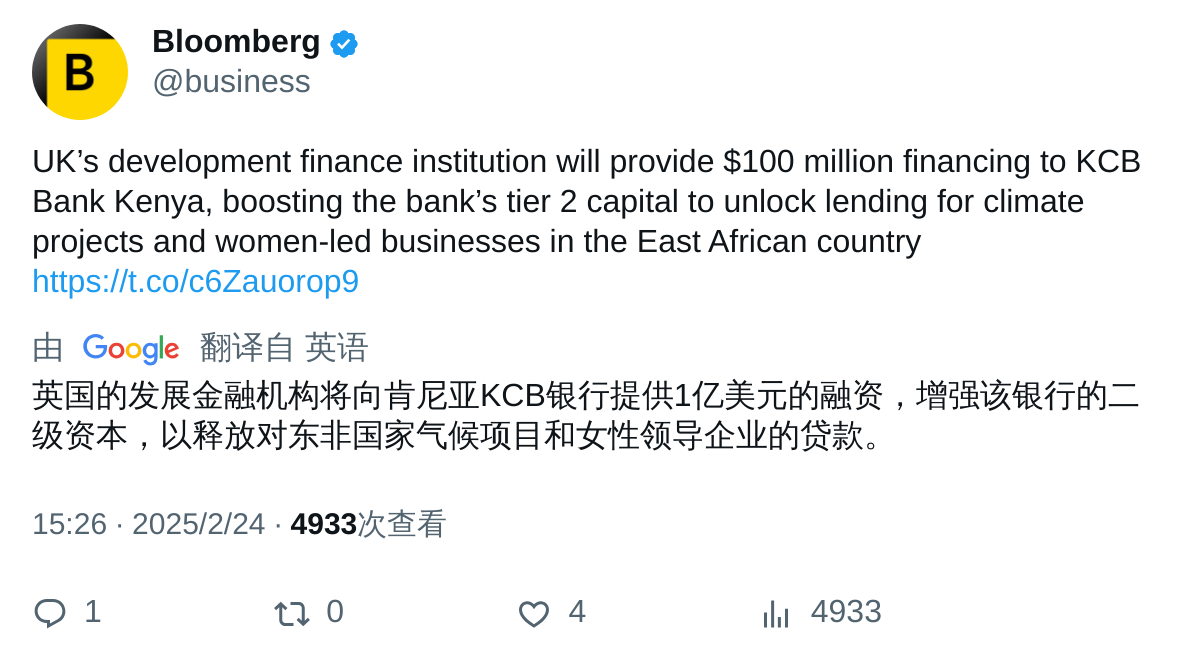 B
Bloomberg
@business
UK’s development finance institution will provide $100 million financing to KCB
Bank Kenya, boosting the bank’s tier 2 capital to unlock lending for climate
projects and women-led businesses in the East African country
https://t.co/c6Zauorop9
由 Google 翻译自 英语
英国的发展金融机构将向肯尼亚KCB银行提供1亿美元的融资，增强该银行的二
级资本，以释放对东非国家气候项目和女性领导企业的贷款。
15:26 · 2025/2/24 · 4933次查看
1 0 4 4933